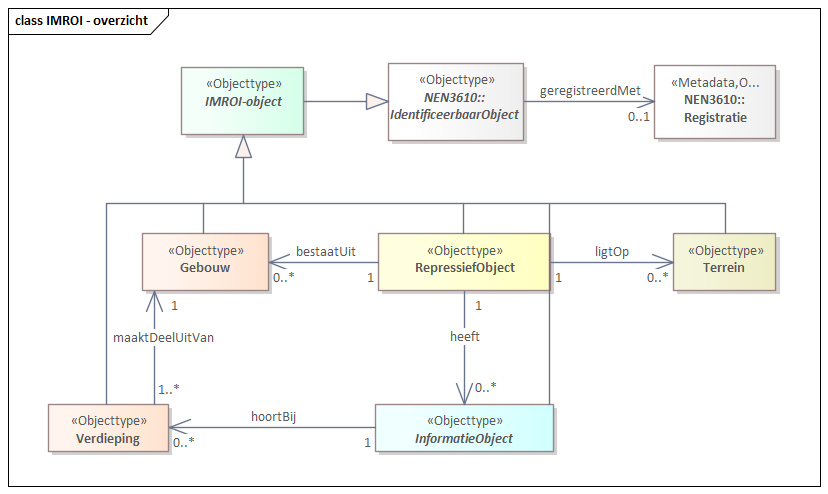 class IMROI - overzicht
«Objecttype»
IMROI-object
«Objecttype»
NEN3610::
IdentificeerbaarObject
geregistreerdMet
0..1
«Metadata,O...
NEN3610::
Registratie
«Objecttype»
Gebouw
bestaatUit
0..*
1
«Objecttype»
RepressiefObject
ligtOp
1
0..*
«Objecttype»
Terrein
1
1
maaktDeelUitVan
heeft
1..*
0..*
«Objecttype»
Verdieping
hoortBij
0..*
1
«Objecttype»
InformatieObject